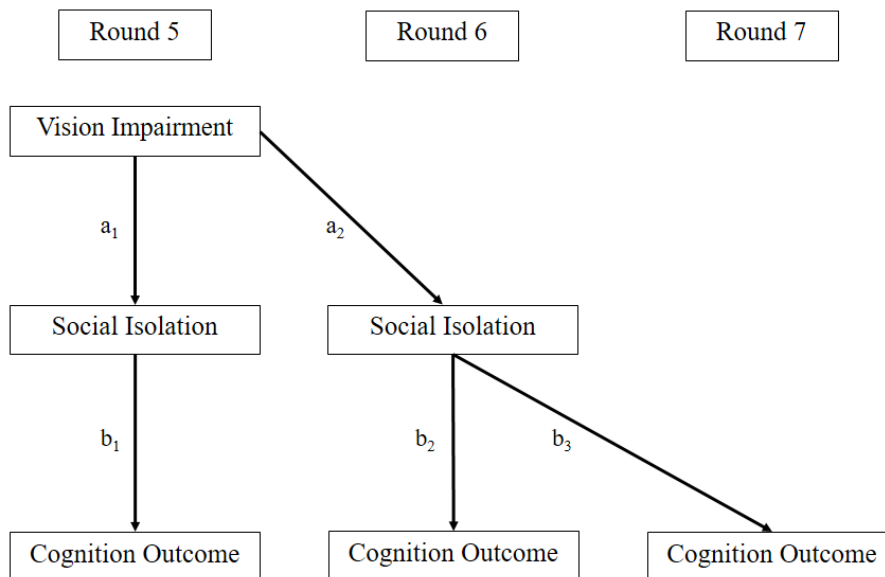 Round 5
Round 6
Round 7
Vision Impairment
a₁
a₂
Social Isolation
Social Isolation
b₁
b₂
b₃
Cognition Outcome
Cognition Outcome
Cognition Outcome